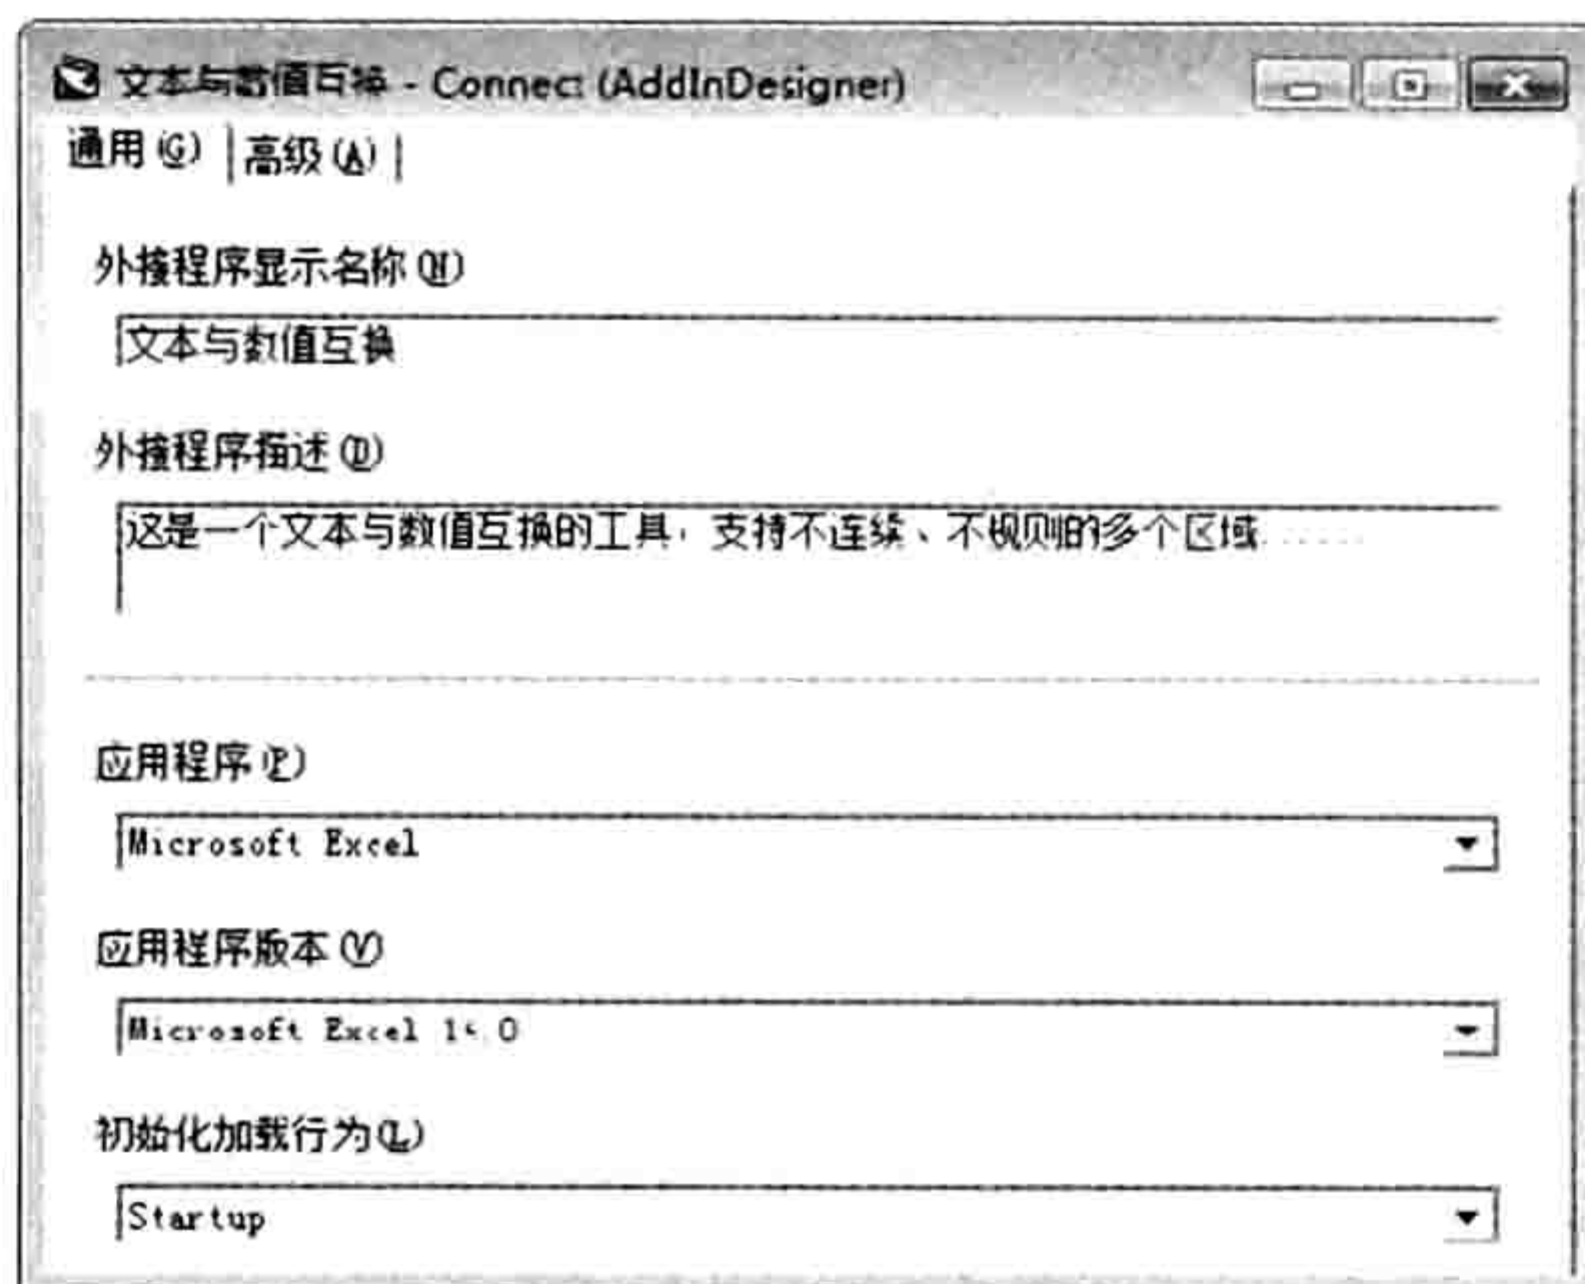 文本与数值互换 - Connect (AddInDesigner)
通用(G) 高级(A)
外接程序显示名称(N)
文本与数值互换
外接程序描述(D)
这是一个文本与数值互换的工具，支持不连续、不规则的多个区域......
应用程序(P)
Microsoft Excel
应用程序版本(V)
Microsoft Excel
初始化加载行为(L)
Startup